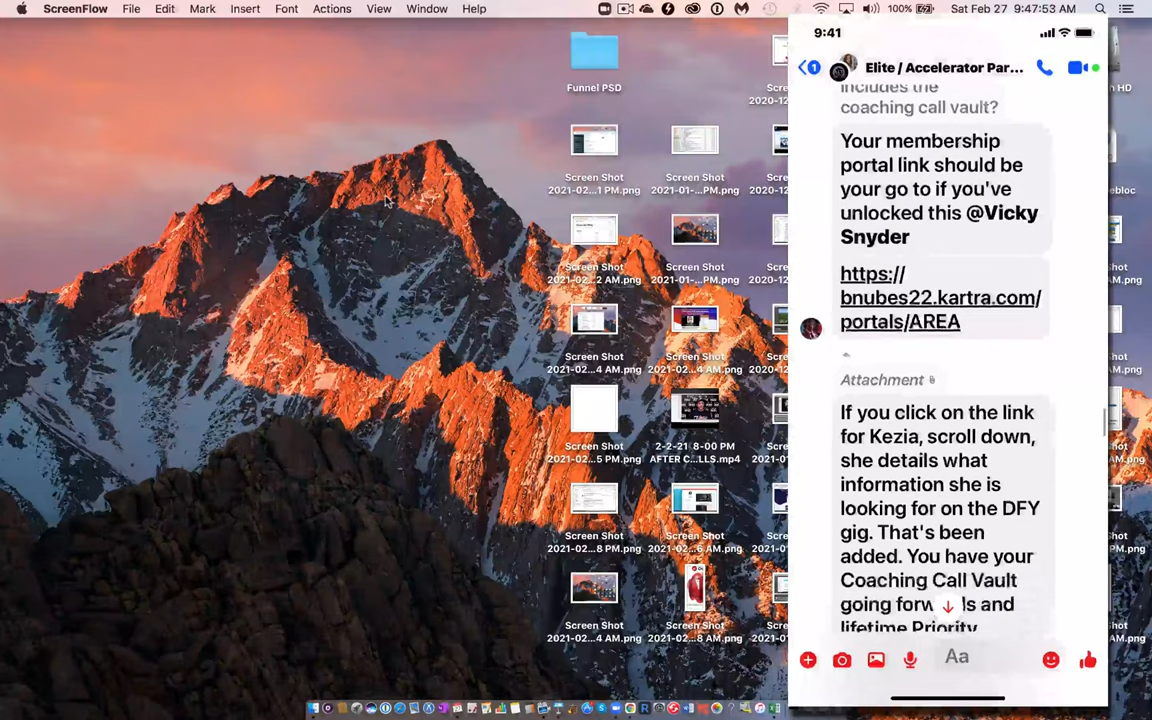 ScreenFlow File Edit Mark Insert Font Actions View Window Help
100% Sat Feb 27 9:47:53 AM
Funnel PSD
Screen Shot
2021-02...1 PM.png
Screen Shot
2021-01-...PM.png
Screen Shot
2021-02...2 AM.png
Screen Shot
2021-01-...PM.png
Screen Shot
2021-02...4 AM.png
Screen Shot
2021-02...4 AM.png
Screen Shot
2021-02...5 PM.png
2-2-21 8-00 PM
AFTER C...LLS.mp4
Screen Shot
2021-02...8 PM.png
Screen Shot
2021-02...6 AM.png
Screen Shot
2021-02...4 AM.png
Screen Shot
2021-02...8 AM.png
9:41
1
Elite / Accelerator Par...
includes the
coaching call vault?
Your membership
portal link should be
your go to if you've
unlocked this @Vicky
Snyder
https://
bnubes22.kartra.com/
portals/AREA
Attachment
If you click on the link
for Kezia, scroll down,
she details what
information she is
looking for on the DFY
gig. That's been
added. You have your
Coaching Call Vault
going forw ls and
lifetime Priority
Aa